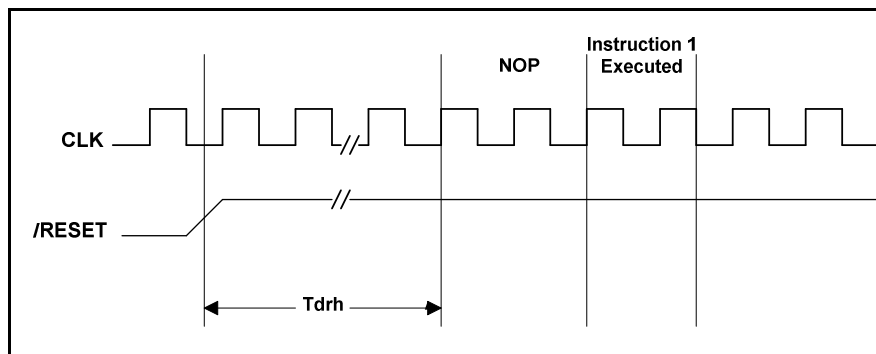 Instruction 1
NOP
Executed
CLK
/RESET
Tdrh